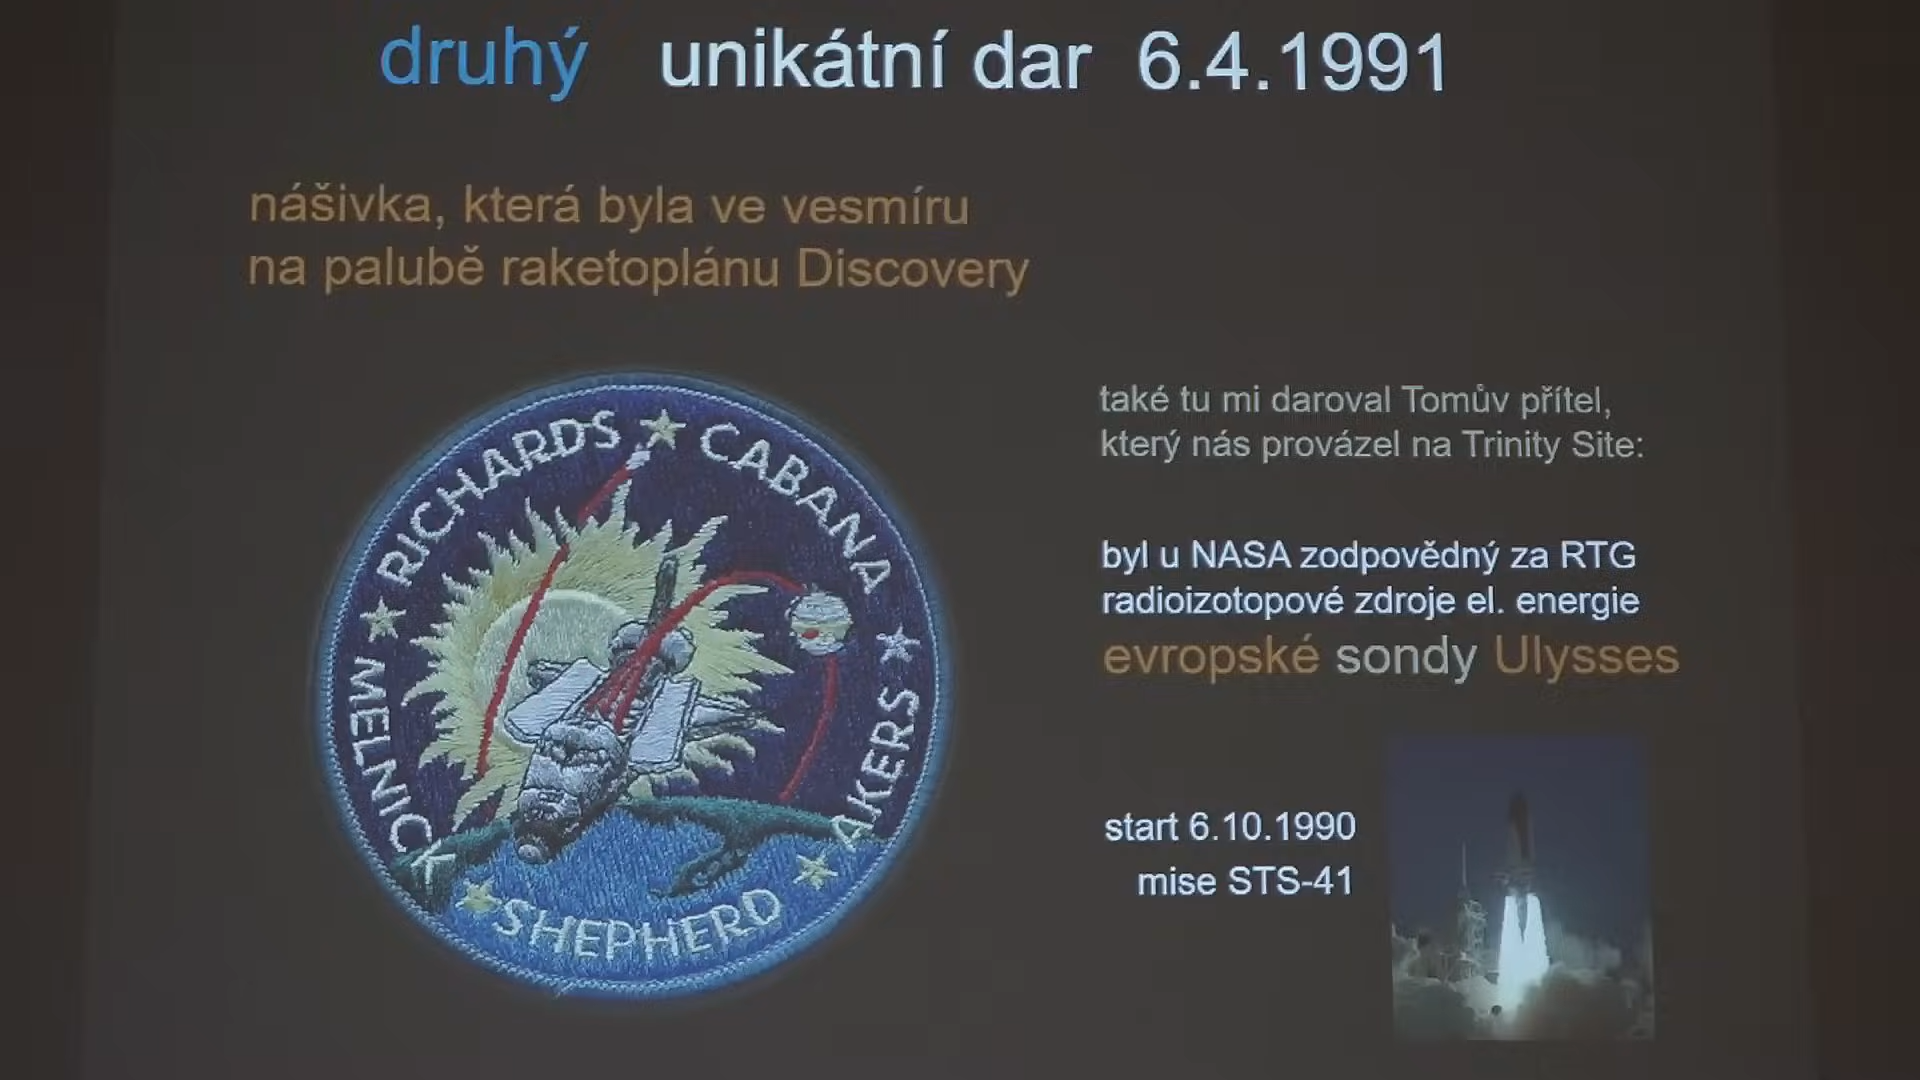 druhý unikátní dar 6.4.1991
nášivka, která byla ve vesmíru
na palubě raketoplánu Discovery
RICHARDS
CABANA
MELNICK
AKERS
SHEPHERD
také tu mi daroval Tomův přítel,
který nás provázel na Trinity Site:
byl u NASA zodpovědný za RTG
radioizotopové zdroje el. energie
evropské sondy Ulysses
start 6.10.1990
mise STS-41